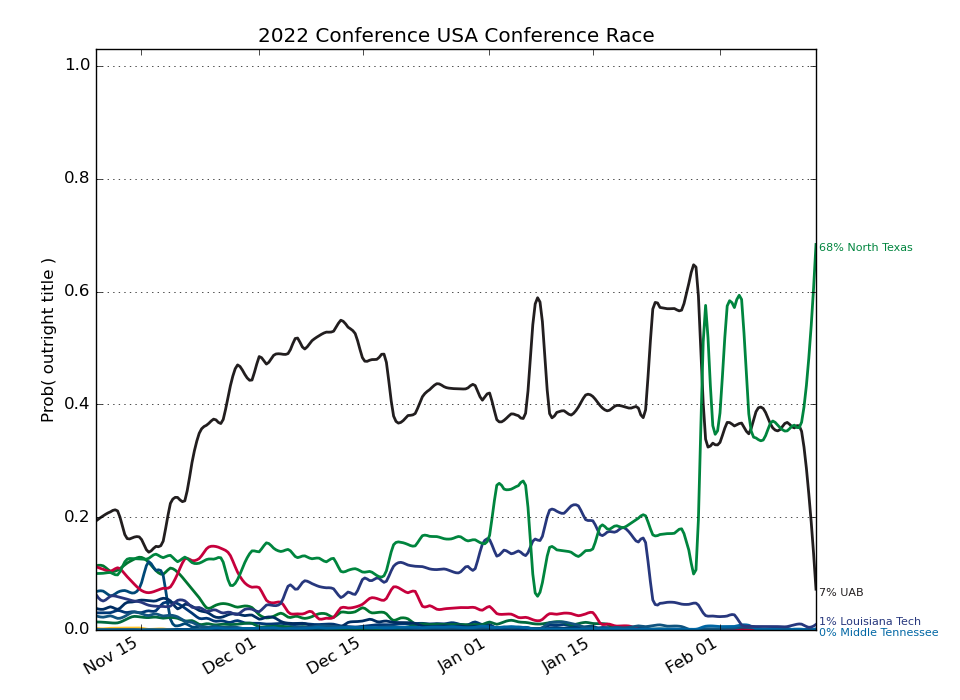 2022 Conference USA Conference Race
Prob( outright title )
1.0
0.8
0.6
0.4
0.2
0.0
Nov 15
Dec 01
Dec 15
Jan 01
Jan 15
Feb 01
68% North Texas
7% UAB
1% Louisiana Tech
0% Middle Tennessee